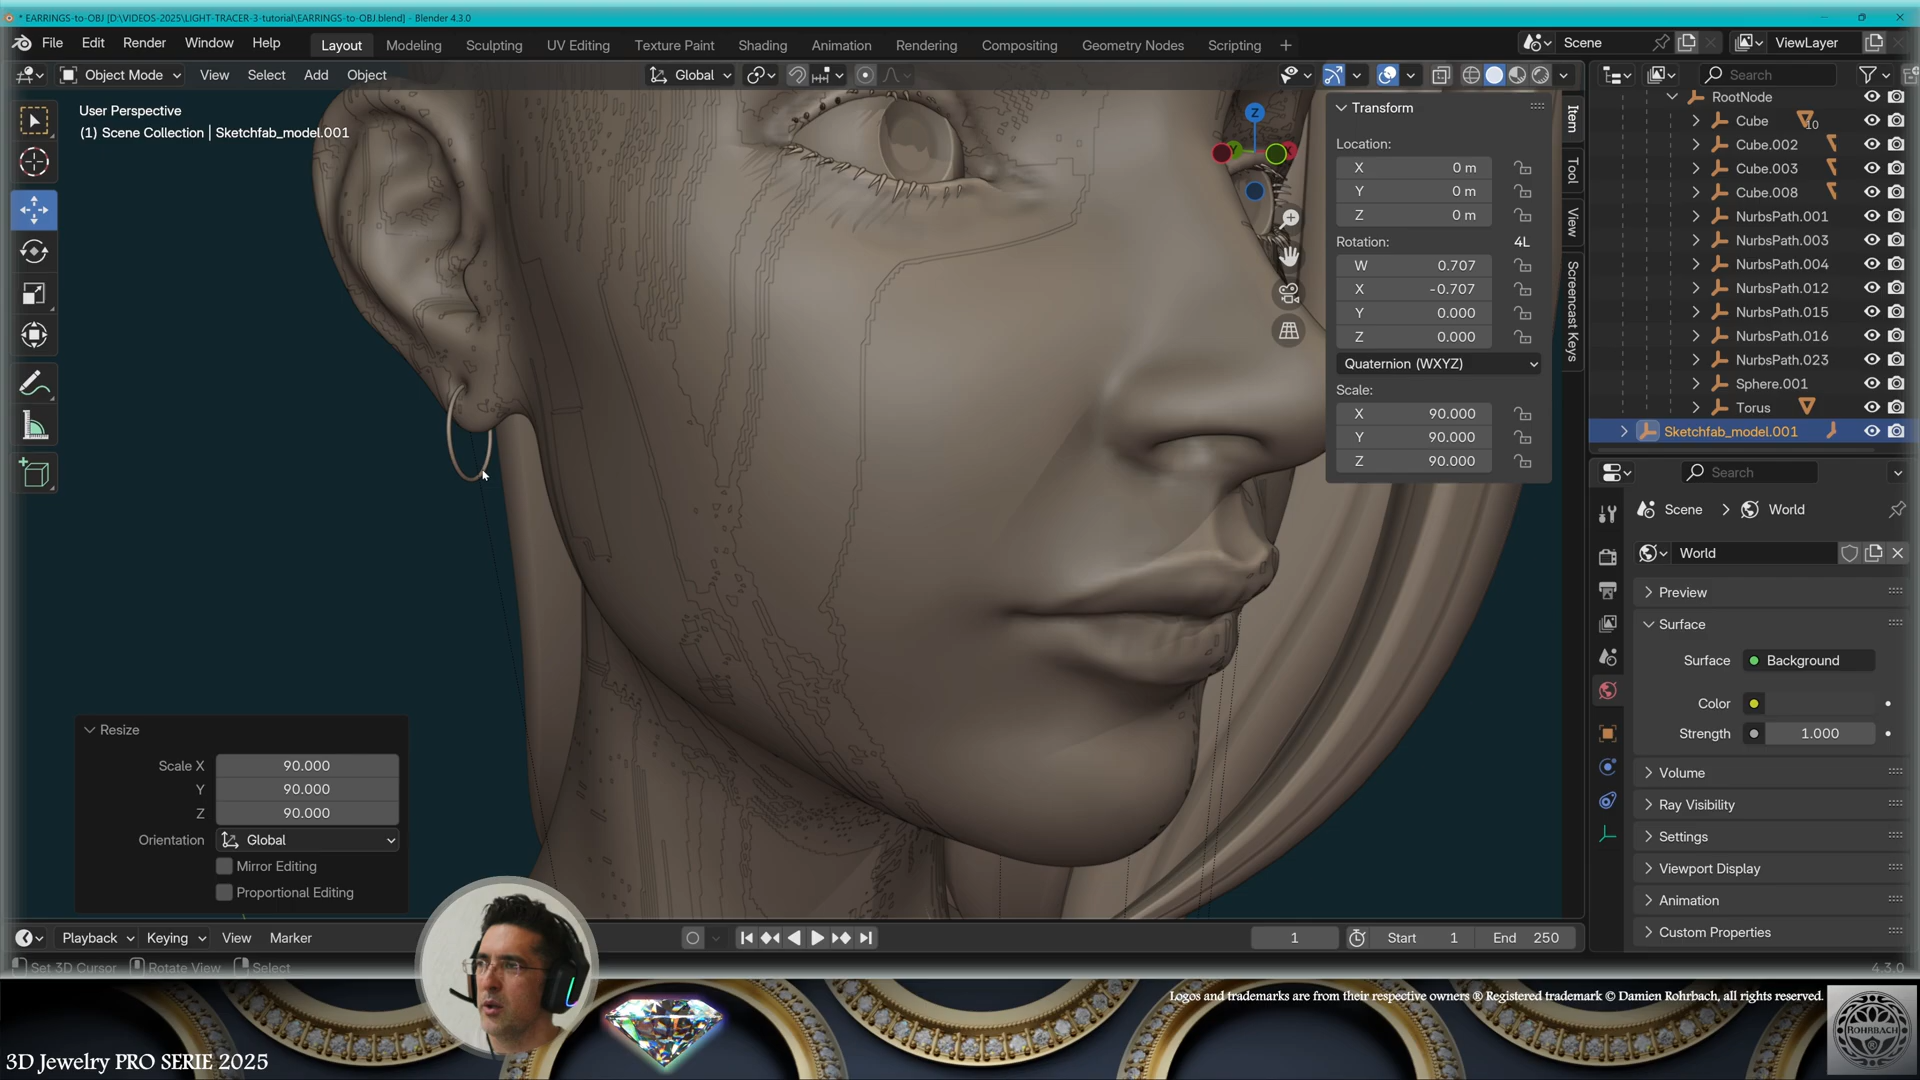 * EARRINGS-to-OBJ [D:\VIDEOS-2025\LIGHT-TRACER-3-tutorial\EARRINGS-to-OBJ.blend] - Blender 4.3.0
File Edit Render Window Help Layout Modeling Sculpting UV Editing Texture Paint Shading Animation Rendering Compositing Geometry Nodes Scripting + Scene ViewLayer
Object Mode View Select Add Object Global Search
User Perspective
(1) Scene Collection | Sketchfab_model.001
Transform
Location:
X 0 m
Y 0 m
Z 0 m
Rotation: 4L
W 0.707
X -0.707
Y 0.000
Z 0.000
Quaternion (WXYZ)
Scale:
X 90.000
Y 90.000
Z 90.000
Item
Tool
View
Screencast Keys
Z
RootNode
Cube 10
Cube.002
Cube.003
Cube.008
NurbsPath.001
NurbsPath.003
NurbsPath.004
NurbsPath.012
NurbsPath.015
NurbsPath.016
NurbsPath.023
Sphere.001
Torus
Sketchfab_model.001
Search
Scene > World
World
Preview
Surface
Surface Background
Color
Strength 1.000
Volume
Ray Visibility
Settings
Viewport Display
Animation
Custom Properties
Resize
Scale X 90.000
Y 90.000
Z 90.000
Orientation Global
Mirror Editing
Proportional Editing
Playback Keying View Marker 1 Start 1 End 250
Set 3D Cursor Rotate View Select 4.3.0
Logos and trademarks are from their respective owners ® Registered trademark © Damien Rohrbach, all rights reserved.
ROHRBACH
3D Jewelry PRO SERIE 2025